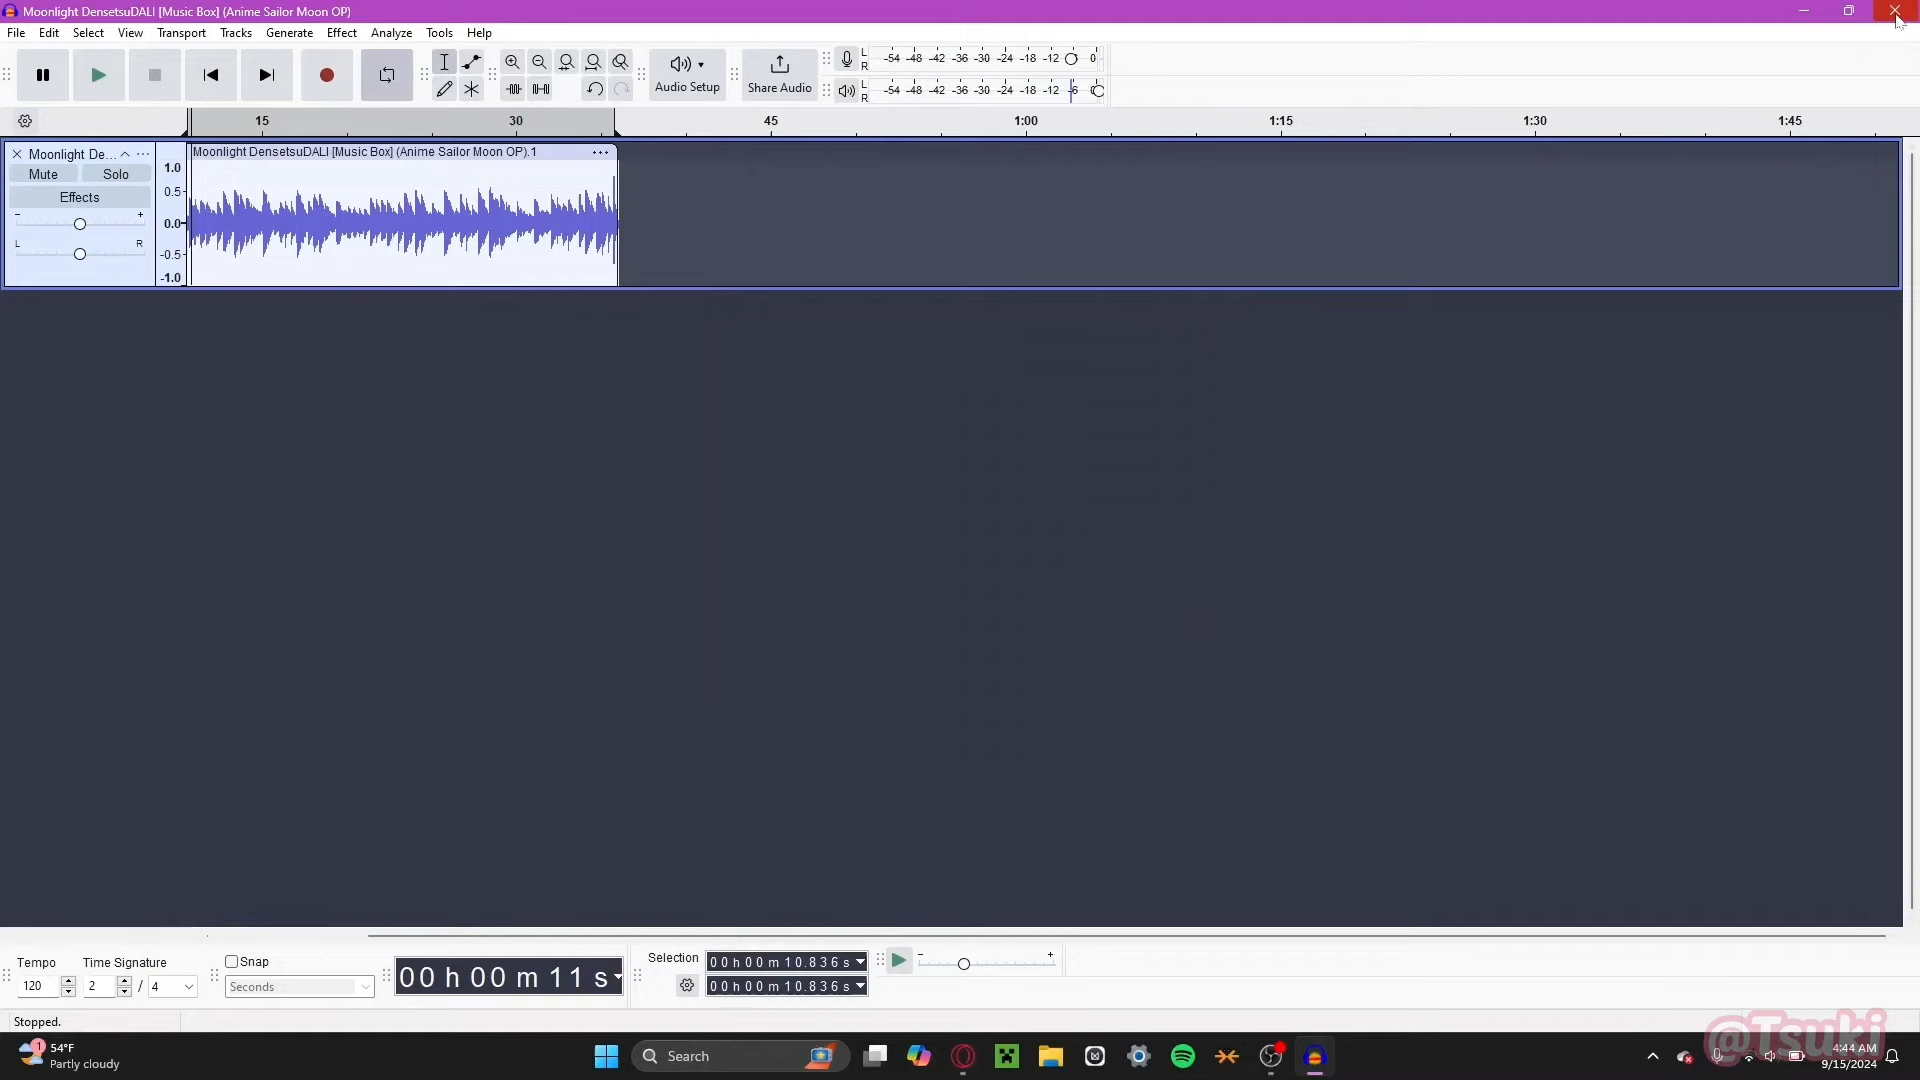 Moonlight DensetsuDALI [Music Box] (Anime Sailor Moon OP)
File Edit Select View Transport Tracks Generate Effect Analyze Tools Help
Audio Setup
Share Audio
L R -54 -48 -42 -36 -30 -24 -18 -12 0
L R -54 -48 -42 -36 -30 -24 -18 -12 -6
15 30 45 1:00 1:15 1:30 1:45
Moonlight De...
Mute Solo
Effects
L R
1.0
0.5
0.0
-0.5
-1.0
Moonlight DensetsuDALI [Music Box] (Anime Sailor Moon OP).1
Tempo
120
Time Signature
2 / 4
Snap
Seconds
00 h 00 m 11 s
Selection
00 h 00 m 10.836 s
00 h 00 m 10.836 s
Stopped.
1
54°F
Partly cloudy
Search
@Tsuki
4:44 AM
9/15/2024